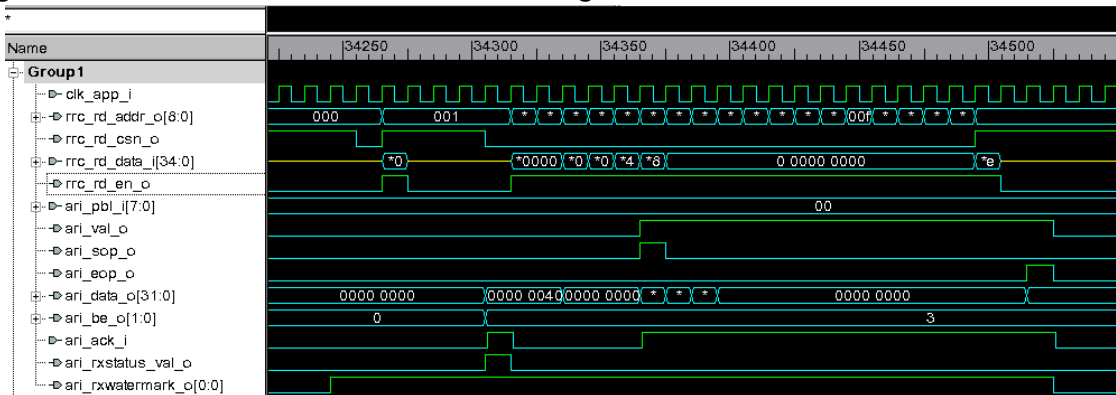 *
Name |34250 |34300 |34350 |34400 |34450 |34500
Group1
clk_app_i
rrc_rd_addr_o[8:0] 000 001 * * * * * * * * * * * * * 00f * * * *
rrc_rd_csn_o
rrc_rd_data_i[34:0] *0 *0000 *0 *0 *4 *8 0 0000 0000 *e
rrc_rd_en_o
ari_pbl_i[7:0] 00
ari_val_o
ari_sop_o
ari_eop_o
ari_data_o[31:0] 0000 0000 0000 0040 0000 0000 * * * 0000 0000
ari_be_o[1:0] 0 3
ari_ack_i
ari_rxstatus_val_o
ari_rxwatermark_o[0:0]